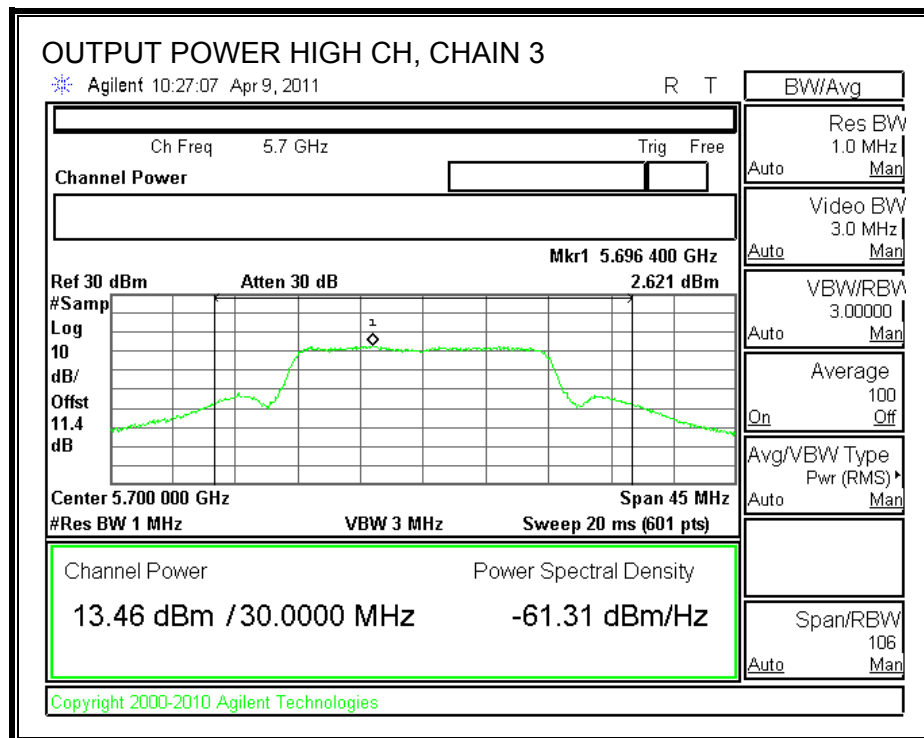 OUTPUT POWER HIGH CH, CHAIN 3
Agilent 10:27:07 Apr 9, 2011 R T
BW/Avg
Ch Freq 5.7 GHz Trig Free
Channel Power
Res BW
1.0 MHz
Auto Man
Video BW
3.0 MHz
Auto Man
Mkr1 5.696 400 GHz
Ref 30 dBm Atten 30 dB 2.621 dBm
#Samp
Log
10
dB/
Offst
11.4
dB
1
VBW/RBW
3.00000
Auto Man
Average
100
On Off
Avg/VBW Type
Pwr (RMS)
Auto Man
Center 5.700 000 GHz Span 45 MHz
#Res BW 1 MHz VBW 3 MHz Sweep 20 ms (601 pts)
Channel Power Power Spectral Density
13.46 dBm / 30.0000 MHz -61.31 dBm/Hz
Span/RBW
106
Auto Man
Copyright 2000-2010 Agilent Technologies